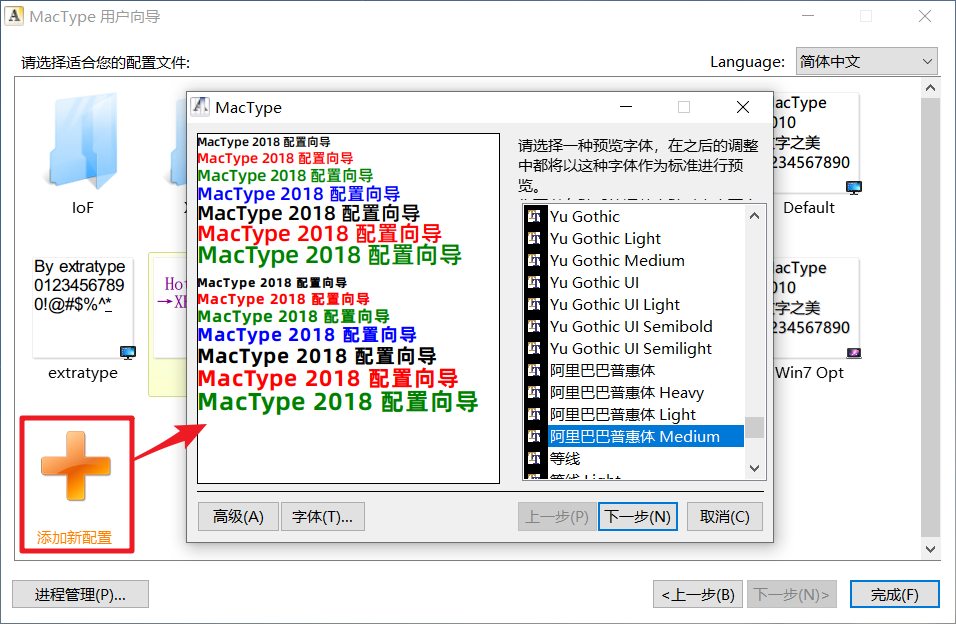 MacType 用户向导
请选择适合您的配置文件:
Language:
简体中文
IoF
By extratype
0123456789
0!@#$%^*_
extratype
Hot
→XI
添加新配置
acType
010
文字之美
234567890
Default
acType
010
文字之美
234567890
Win7 Opt
MacType
MacType 2018 配置向导
MacType 2018 配置向导
MacType 2018 配置向导
MacType 2018 配置向导
MacType 2018 配置向导
MacType 2018 配置向导
MacType 2018 配置向导
MacType 2018 配置向导
MacType 2018 配置向导
MacType 2018 配置向导
MacType 2018 配置向导
MacType 2018 配置向导
MacType 2018 配置向导
MacType 2018 配置向导
请选择一种预览字体，在之后的调整
中都将以这种字体作为标准进行预
览。
Yu Gothic
Yu Gothic Light
Yu Gothic Medium
Yu Gothic UI
Yu Gothic UI Light
Yu Gothic UI Semibold
Yu Gothic UI Semilight
阿里巴巴普惠体
阿里巴巴普惠体 Heavy
阿里巴巴普惠体 Light
阿里巴巴普惠体 Medium
等线
等线 Light
高级(A)
字体(T)...
上一步(P)
下一步(N)
取消(C)
进程管理(P)...
<上一步(B)
下一步(N)>
完成(F)